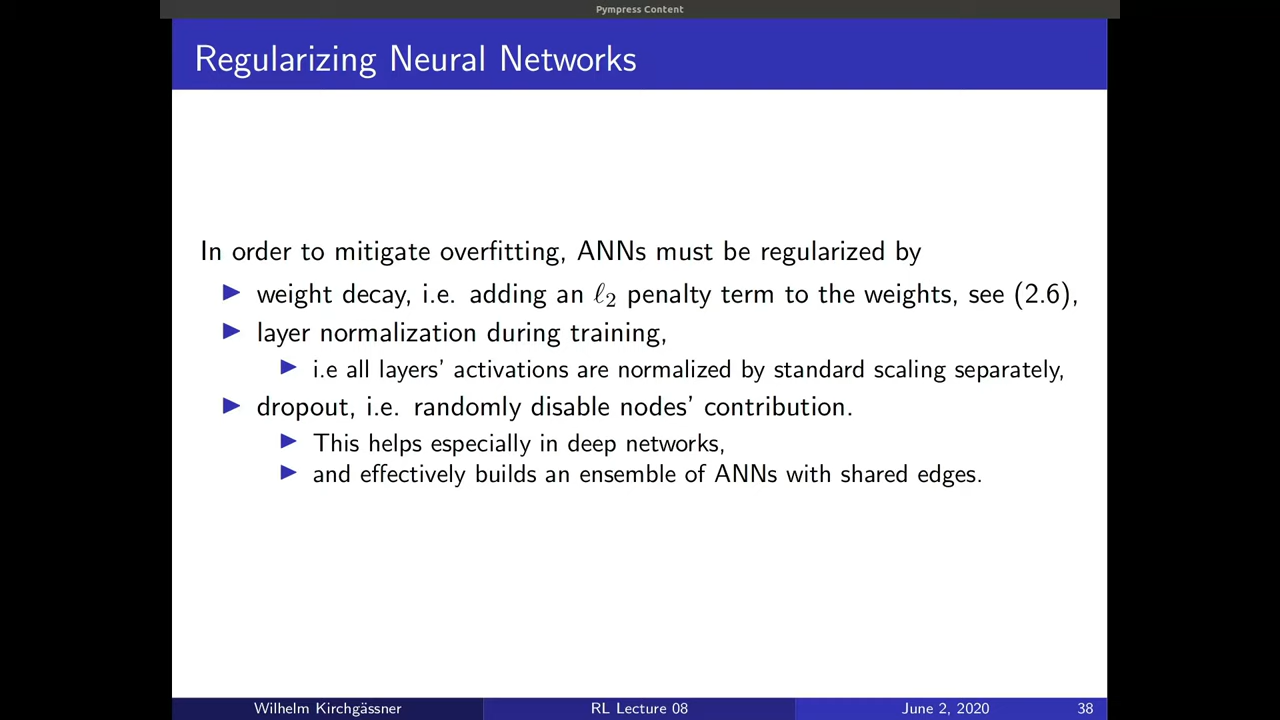 Pympress Content
Regularizing Neural Networks
In order to mitigate overfitting, ANNs must be regularized by
▶ weight decay, i.e. adding an ℓ₂ penalty term to the weights, see (2.6),
▶ layer normalization during training,
▶ i.e all layers' activations are normalized by standard scaling separately,
▶ dropout, i.e. randomly disable nodes' contribution.
▶ This helps especially in deep networks,
▶ and effectively builds an ensemble of ANNs with shared edges.
Wilhelm Kirchgässner RL Lecture 08 June 2, 2020 38